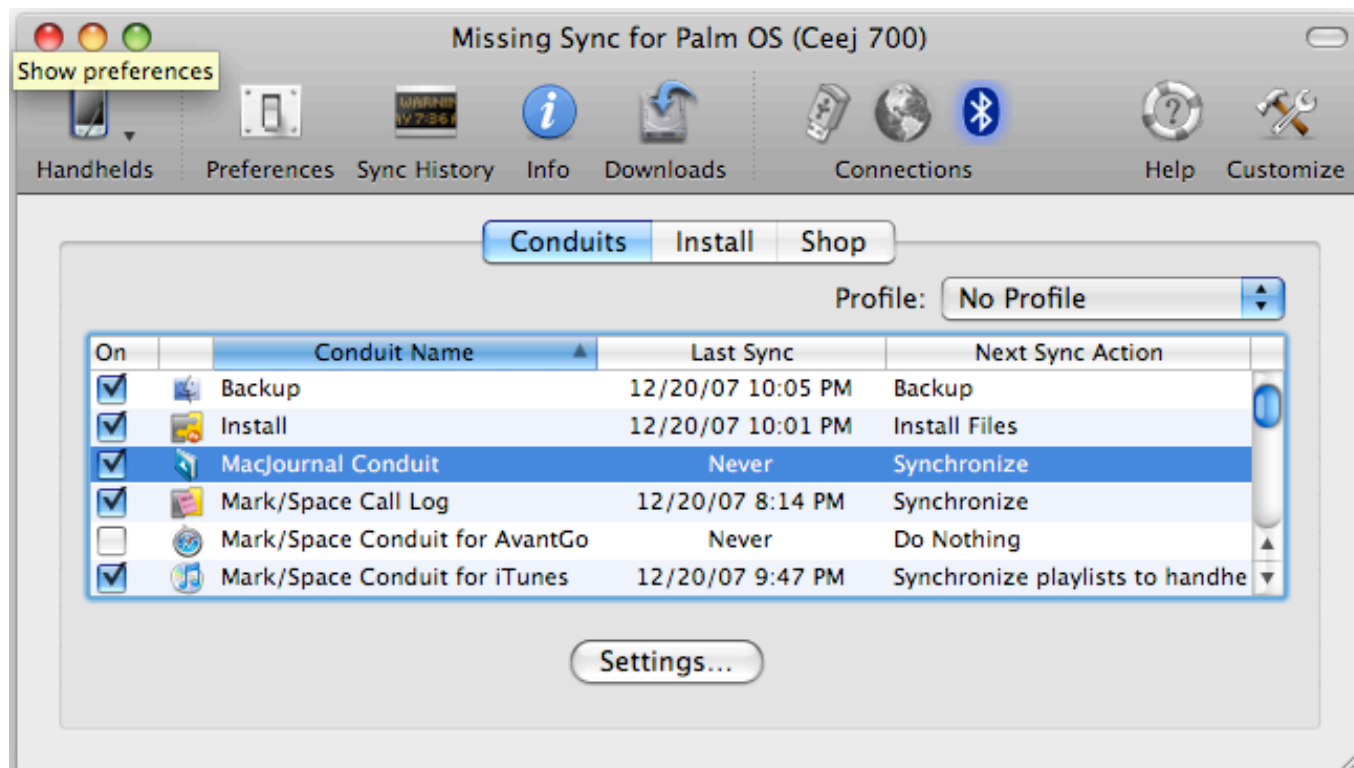 Missing Sync for Palm OS (Ceej 700)
Show preferences
Handhelds Preferences Sync History Info Downloads Connections Help Customize
Conduits Install Shop
Profile: No Profile
On Conduit Name Last Sync Next Sync Action
Backup 12/20/07 10:05 PM Backup
Install 12/20/07 10:01 PM Install Files
MacJournal Conduit Never Synchronize
Mark/Space Call Log 12/20/07 8:14 PM Synchronize
Mark/Space Conduit for AvantGo Never Do Nothing
Mark/Space Conduit for iTunes 12/20/07 9:47 PM Synchronize playlists to handhe
Settings...